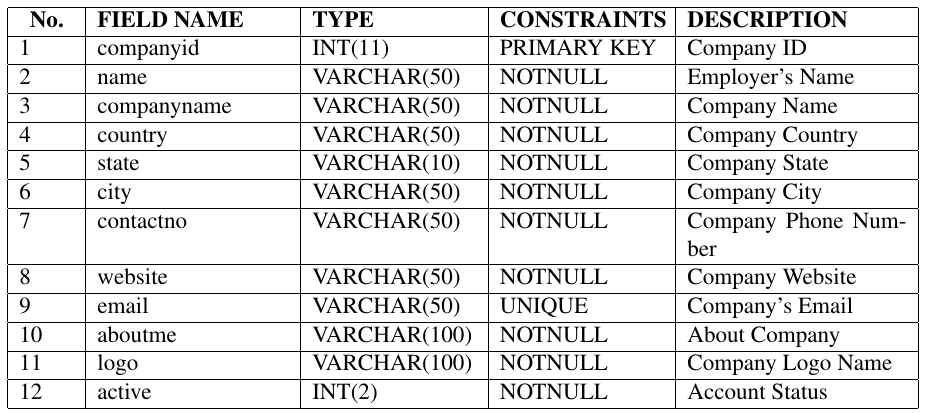 No. FIELD NAME TYPE CONSTRAINTS DESCRIPTION
1 companyid INT(11) PRIMARY KEY Company ID
2 name VARCHAR(50) NOTNULL Employer's Name
3 companyname VARCHAR(50) NOTNULL Company Name
4 country VARCHAR(50) NOTNULL Company Country
5 state VARCHAR(10) NOTNULL Company State
6 city VARCHAR(50) NOTNULL Company City
7 contactno VARCHAR(50) NOTNULL Company Phone Num-
ber
8 website VARCHAR(50) NOTNULL Company Website
9 email VARCHAR(50) UNIQUE Company's Email
10 aboutme VARCHAR(100) NOTNULL About Company
11 logo VARCHAR(100) NOTNULL Company Logo Name
12 active INT(2) NOTNULL Account Status